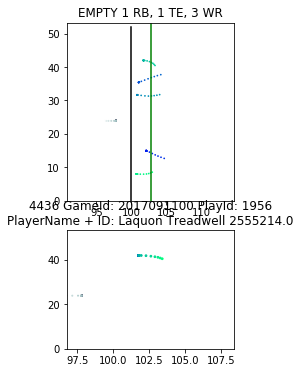 EMPTY 1 RB, 1 TE, 3 WR
50
40
30
20
10
0
95 100 105 110
4436 GameId: 2017091100 PlayId: 1956
PlayerName + ID: Laquon Treadwell 2555214.0
40
20
0
97.5 100.0 102.5 105.0 107.5